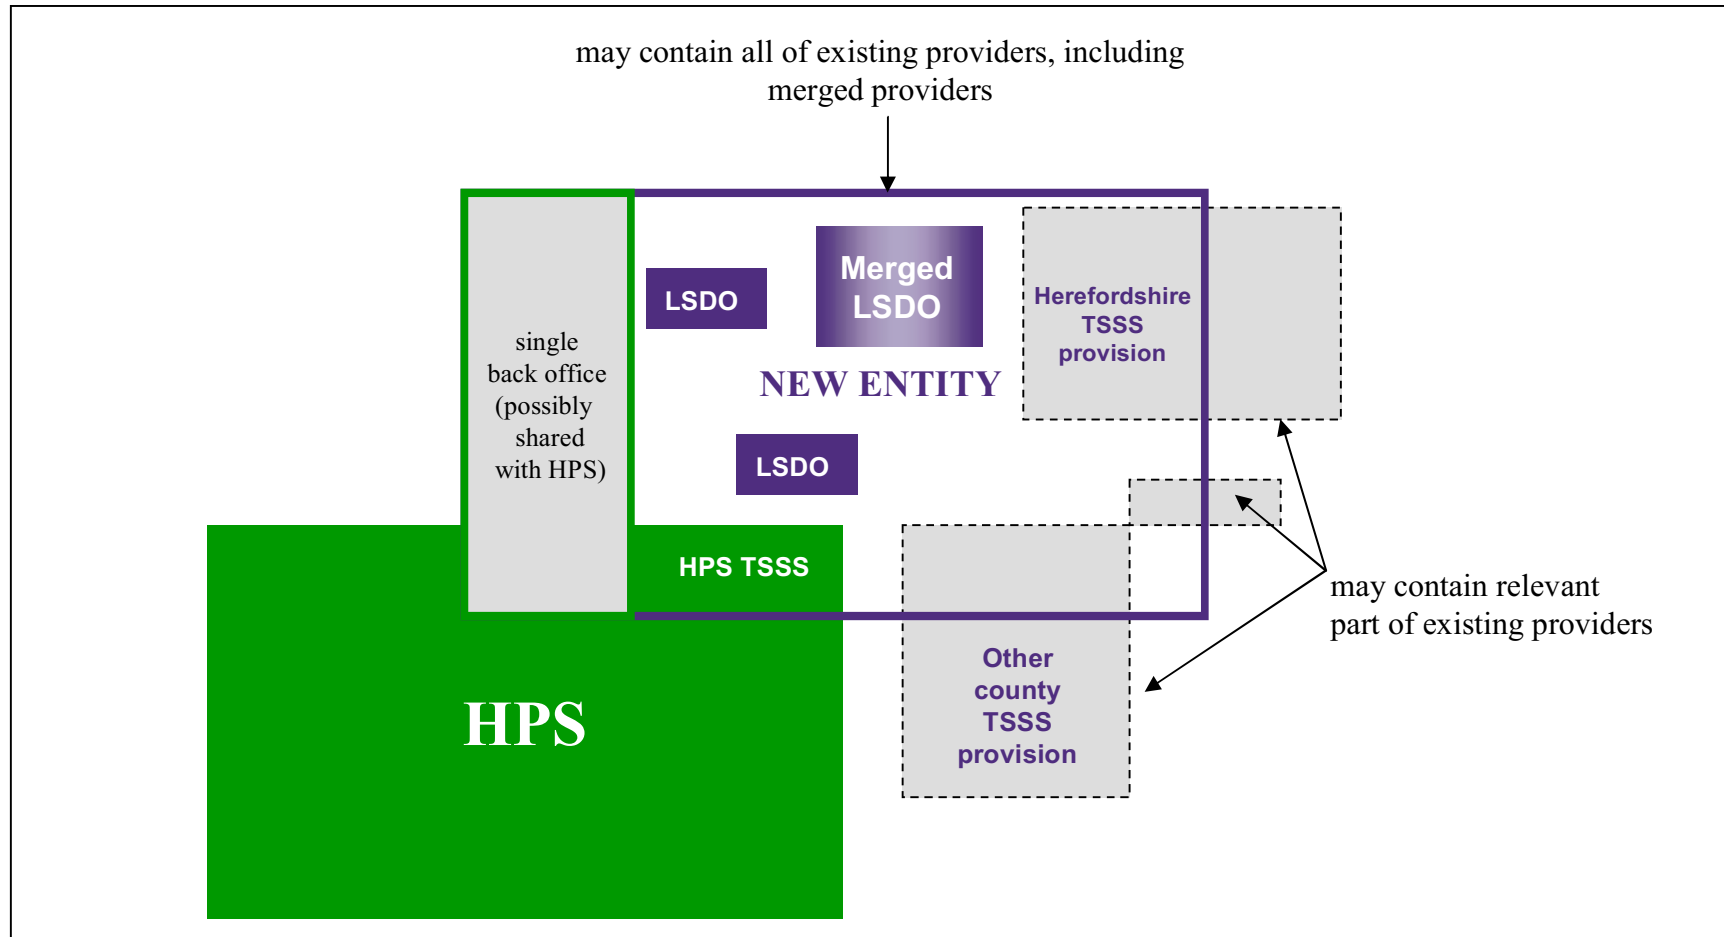 may contain all of existing providers, including
merged providers
Merged
LSDO
LSDO
Herefordshire
TSSS
provision
single
back office
(possibly
shared
with HPS)
NEW ENTITY
LSDO
HPS TSSS
may contain relevant
part of existing providers
Other
county
TSSS
provision
HPS